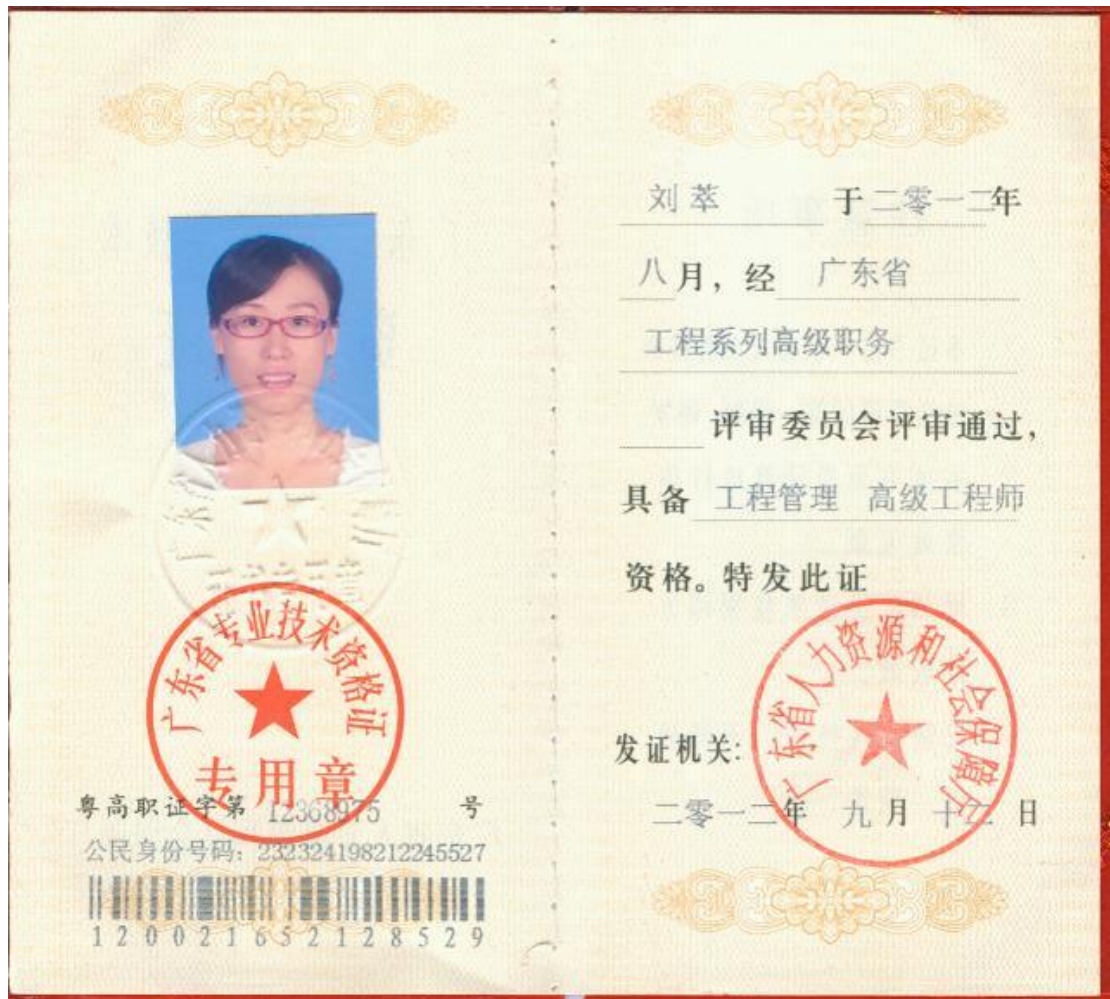 广东省专业技术资格证
专用章
粤高职证字第 12368975 号
公民身份号码：232324198212245527
120021652128529
刘萃 于二零一二年
八月，经 广东省
工程系列高级职务
评审委员会评审通过，
具备 工程管理 高级工程师
资格。特发此证
广东省人力资源和社会保障厅
发证机关：
二零一二年 九月 十二日